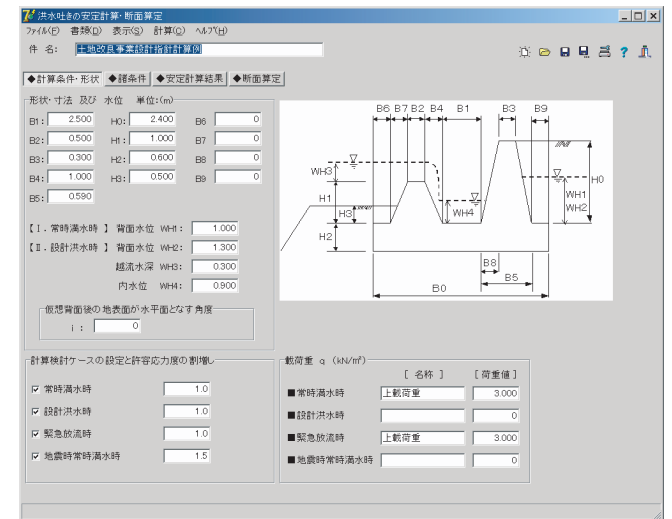 洪水吐きの安定計算・断面算定
ファイル(F) 書類(D) 表示(S) 計算(C) ヘルプ(H)
件 名: 土地改良事業設計指針計算例
◆計算条件・形状 ◆諸条件 ◆安定計算結果 ◆断面算定
形状・寸法 及び 水位 単位:(m)
B1: 2.500 H0: 2.400 B6 0
B2: 0.500 H1: 1.000 B7 0
B3: 0.300 H2: 0.600 B8 0
B4: 1.000 H3: 0.500 B9 0
B5: 0.590
【Ⅰ.常時満水時 】 背面水位 WH1: 1.000
【Ⅱ.設計洪水時 】 背面水位 WH2: 1.300
越流水深 WH3: 0.300
内水位 WH4: 0.900
仮想背面後の地表面が水平面となす角度
i: 0
B6 B7 B2 B4 B1 B3 B9
WH3
H1
H3
H2
WH4
WH1
WH2
H0
B8
B5
B0
計算検討ケースの設定と許容応力度の割増し
常時満水時 1.0
設計洪水時 1.0
緊急放流時 1.0
地震時常時満水時 1.5
載荷重 q (kN/㎡)
[ 名称 ] [荷重値]
■常時満水時 上載荷重 3.000
■設計洪水時 0
■緊急放流時 上載荷重 3.000
■地震時常時満水時 0